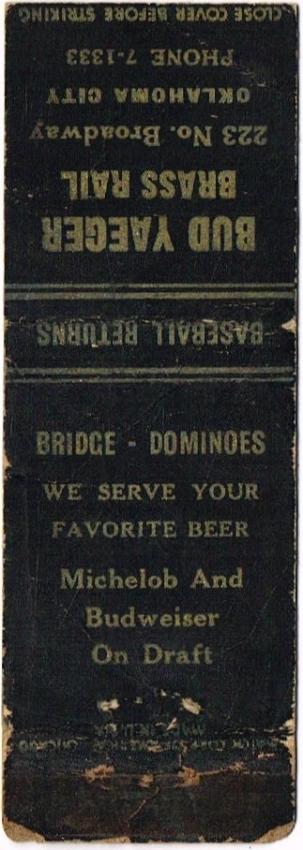 BUD YAEGER
BRASS RAIL
223 No. Broadway
OKLAHOMA CITY
PHONE 7-1333
CLOSE COVER BEFORE STRIKING
BASEBALL RETURNS
BRIDGE - DOMINOES
WE SERVE YOUR
FAVORITE BEER
Michelob And
Budweiser
On Draft